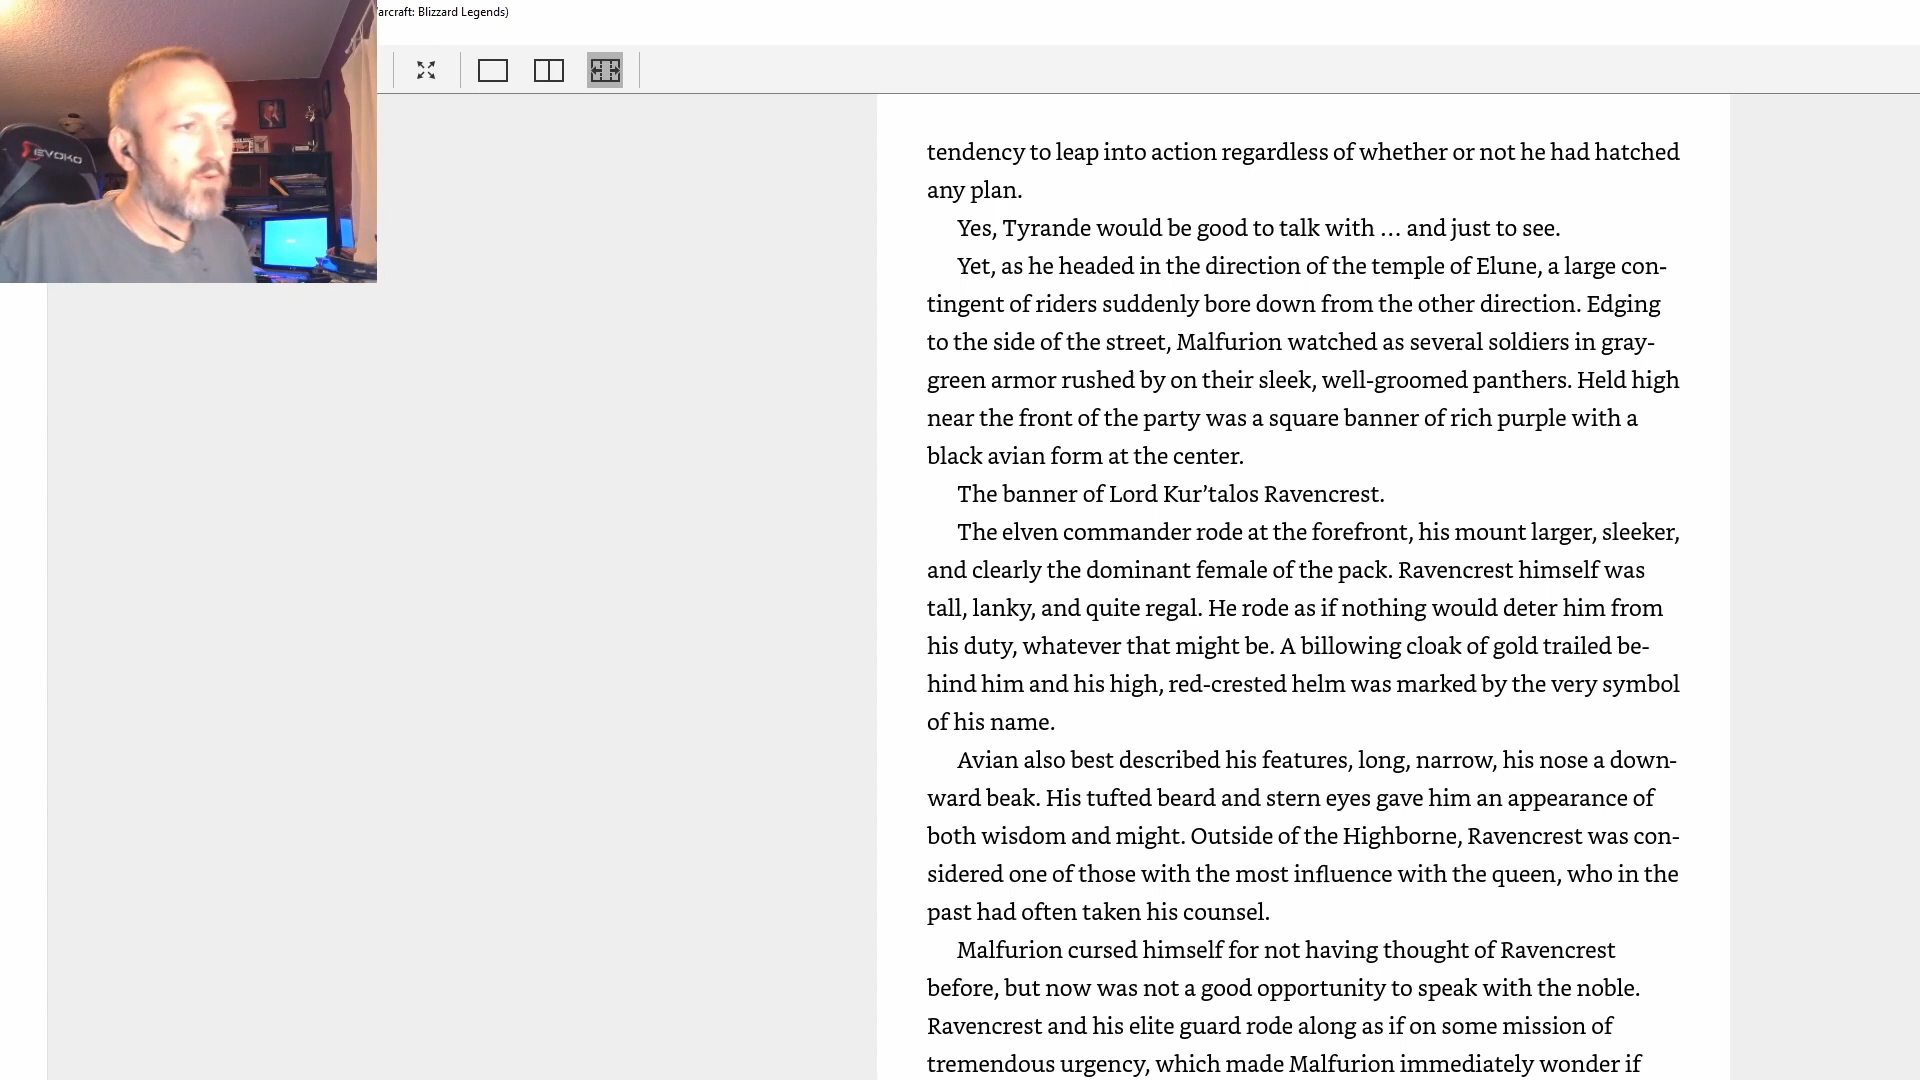 arcraft: Blizzard Legends)
EVOKO
tendency to leap into action regardless of whether or not he had hatched
any plan.
Yes, Tyrande would be good to talk with … and just to see.
Yet, as he headed in the direction of the temple of Elune, a large con-
tingent of riders suddenly bore down from the other direction. Edging
to the side of the street, Malfurion watched as several soldiers in gray-
green armor rushed by on their sleek, well-groomed panthers. Held high
near the front of the party was a square banner of rich purple with a
black avian form at the center.
The banner of Lord Kur’talos Ravencrest.
The elven commander rode at the forefront, his mount larger, sleeker,
and clearly the dominant female of the pack. Ravencrest himself was
tall, lanky, and quite regal. He rode as if nothing would deter him from
his duty, whatever that might be. A billowing cloak of gold trailed be-
hind him and his high, red-crested helm was marked by the very symbol
of his name.
Avian also best described his features, long, narrow, his nose a down-
ward beak. His tufted beard and stern eyes gave him an appearance of
both wisdom and might. Outside of the Highborne, Ravencrest was con-
sidered one of those with the most influence with the queen, who in the
past had often taken his counsel.
Malfurion cursed himself for not having thought of Ravencrest
before, but now was not a good opportunity to speak with the noble.
Ravencrest and his elite guard rode along as if on some mission of
tremendous urgency, which made Malfurion immediately wonder if